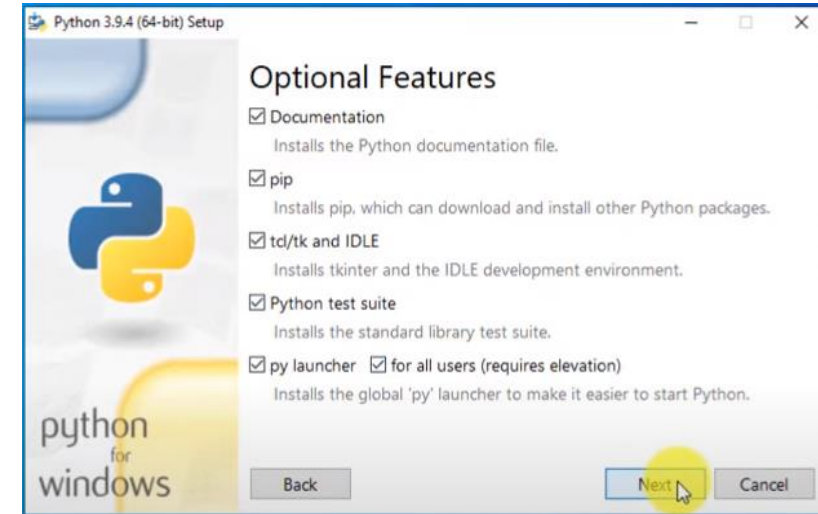 Python 3.9.4 (64-bit) Setup
Optional Features
Documentation
Installs the Python documentation file.
pip
Installs pip, which can download and install other Python packages.
tcl/tk and IDLE
Installs tkinter and the IDLE development environment.
Python test suite
Installs the standard library test suite.
py launcher for all users (requires elevation)
Installs the global 'py' launcher to make it easier to start Python.
python
for
windows
Back Next Cancel